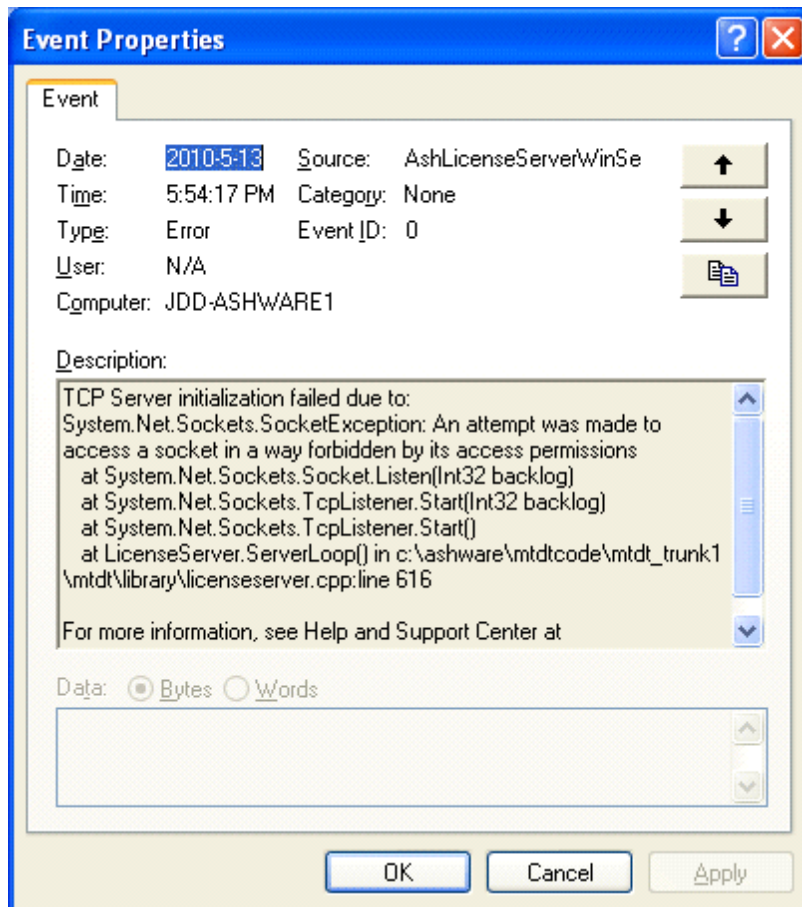 Event Properties
Event
Date: 2010-5-13 Source: AshLicenseServerWinSe
Time: 5:54:17 PM Category: None
Type: Error Event ID: 0
User: N/A
Computer: JDD-ASHWARE1
Description:
TCP Server initialization failed due to:
System.Net.Sockets.SocketException: An attempt was made to
access a socket in a way forbidden by its access permissions
at System.Net.Sockets.Socket.Listen(Int32 backlog)
at System.Net.Sockets.TcpListener.Start(Int32 backlog)
at System.Net.Sockets.TcpListener.Start()
at LicenseServer.ServerLoop() in c:\ashware\mtdtcode\mtdt_trunk1
\mtdt\library\licenseserver.cpp:line 616
For more information, see Help and Support Center at
Data: Bytes Words
OK Cancel Apply